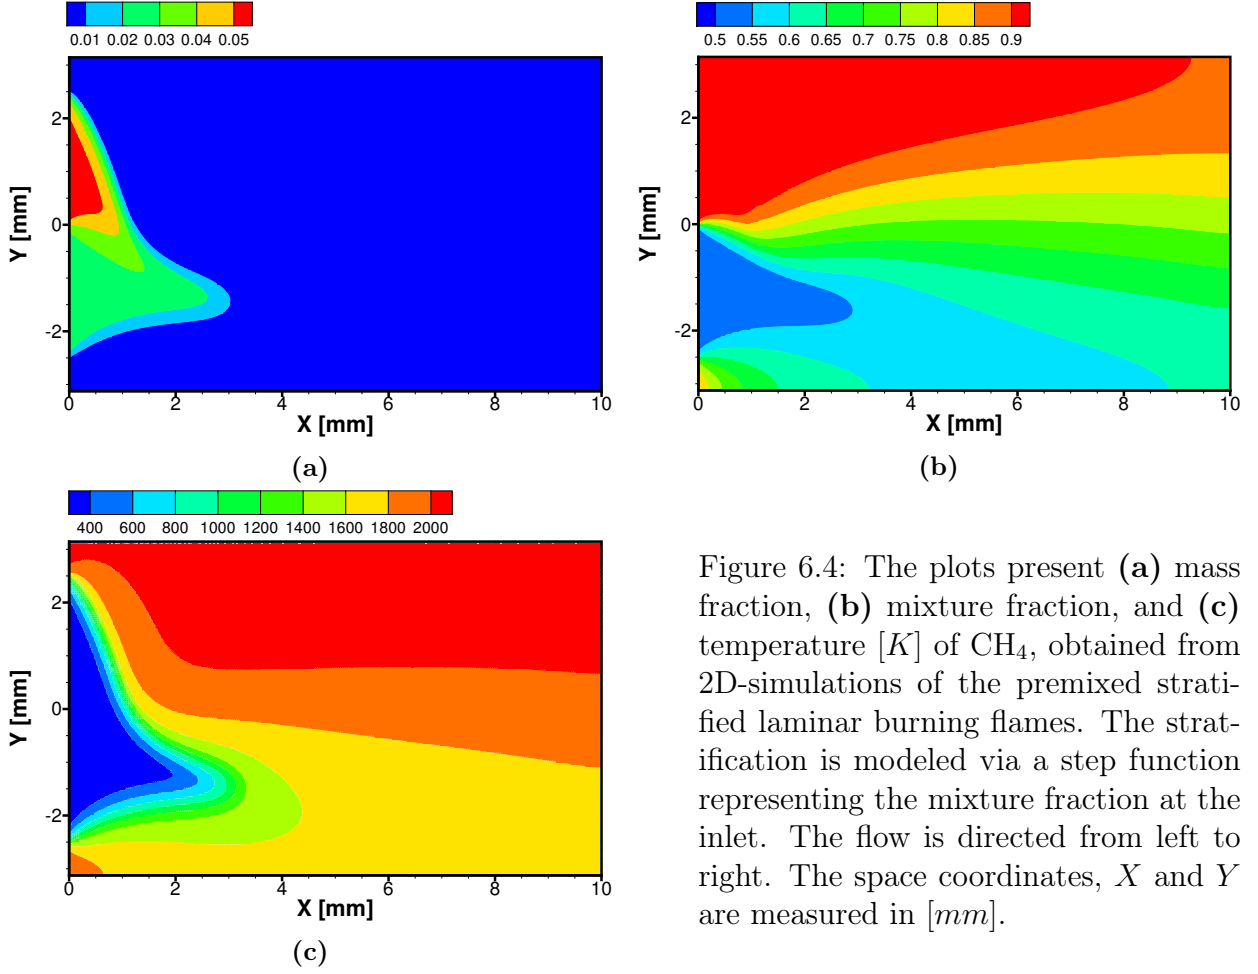 0.01 0.02 0.03 0.04 0.05
Y [mm]
2
0
-2
0 2 4 6 8 10
X [mm]
(a)
0.5 0.55 0.6 0.65 0.7 0.75 0.8 0.85 0.9
Y [mm]
2
0
-2
0 2 4 6 8 10
X [mm]
(b)
400 600 800 1000 1200 1400 1600 1800 2000
Y [mm]
2
0
-2
0 2 4 6 8 10
X [mm]
(c)
Figure 6.4: The plots present (a) mass
fraction, (b) mixture fraction, and (c)
temperature [K] of CH₄, obtained from
2D-simulations of the premixed strati-
fied laminar burning flames. The strat-
ification is modeled via a step function
representing the mixture fraction at the
inlet. The flow is directed from left to
right. The space coordinates, X and Y
are measured in [mm].